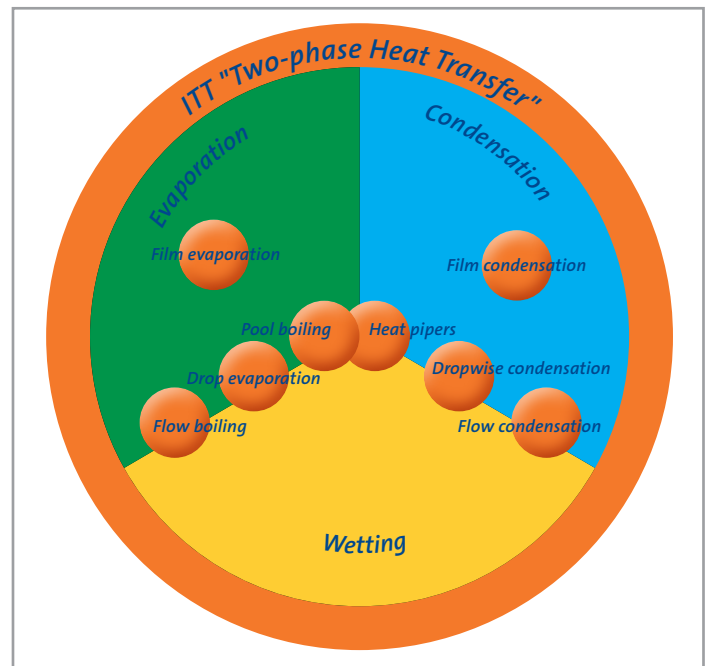 ITT "Two-phase Heat Transfer"
Evaporation
Condensation
Film evaporation
Film condensation
Pool boiling
Heat pipers
Drop evaporation
Dropwise condensation
Flow boiling
Flow condensation
Wetting